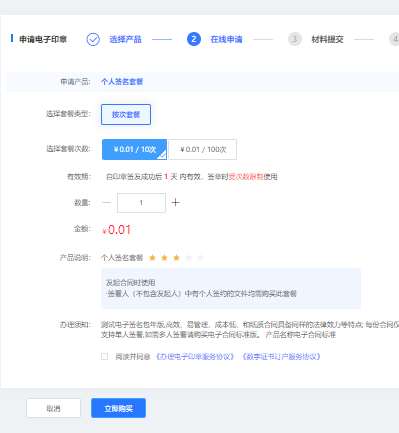 申请电子印章 选择产品 2 在线申请 3 材料提交 4
申请产品: 个人签名套餐
选择套餐类型: 按次套餐
选择套餐次数: ¥0.01 / 10次 ¥0.01 / 100次
有效期: 自印章签发成功后 1 天 内有效、签章时受次数限制使用
数量: — 1 +
金额: ¥0.01
产品说明: 个人签名套餐
发起合同时使用
·签署人（不包含发起人）中有个人签约的文件均需购买此套餐
办理须知: 测试电子签名包年版,高效、易管理、成本低、和纸质合同具备同样的法律效力等特点; 每份合同仅
支持单人签署,如需多人签署请购买电子合同标准版。 产品名称电子合同标准
阅读并同意 《办理电子印章服务协议》 《数字证书订户服务协议》
取消 立即购买